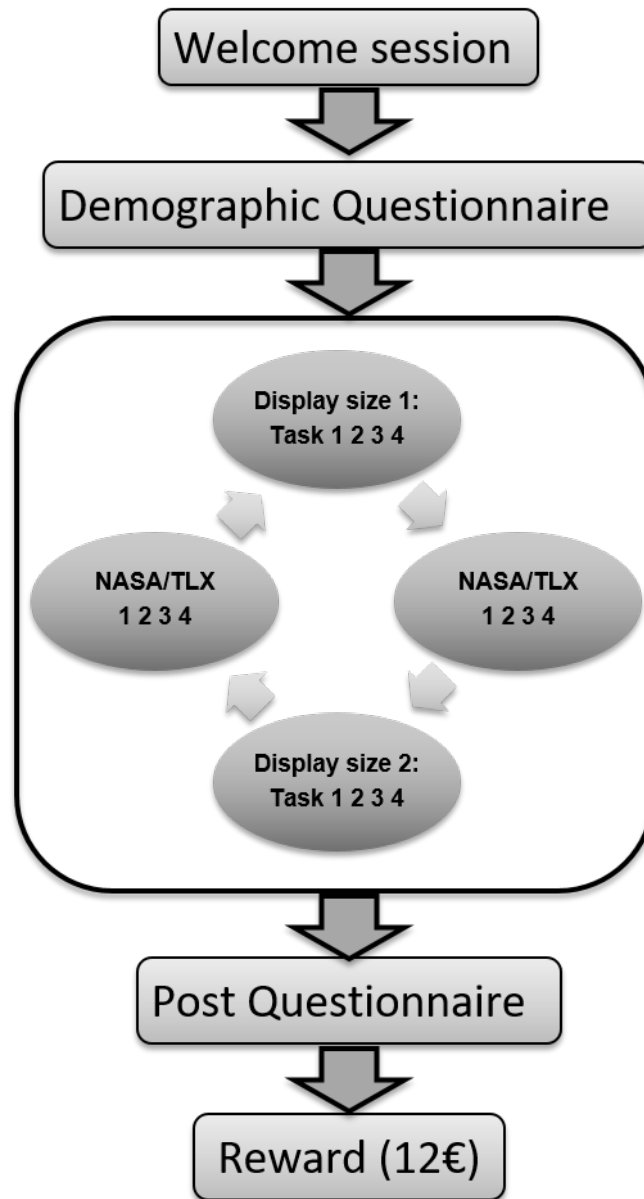 Welcome session
Demographic Questionnaire
Display size 1:
Task 1 2 3 4
NASA/TLX
1 2 3 4
NASA/TLX
1 2 3 4
Display size 2:
Task 1 2 3 4
Post Questionnaire
Reward (12€)